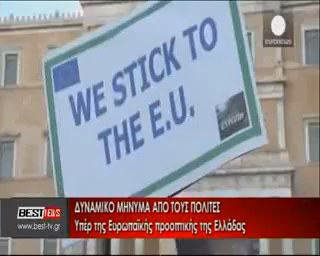 euronews
WE STICK TO
THE E.U.
ΔΥΝΑΜΙΚΟ ΜΗΝΥΜΑ ΑΠΟ ΤΟΥΣ ΠΟΛΙΤΕΣ
Υπέρ της Ευρωπαϊκής προοπτικής της Ελλάδας
BEST NEWS
www.best-tv.gr